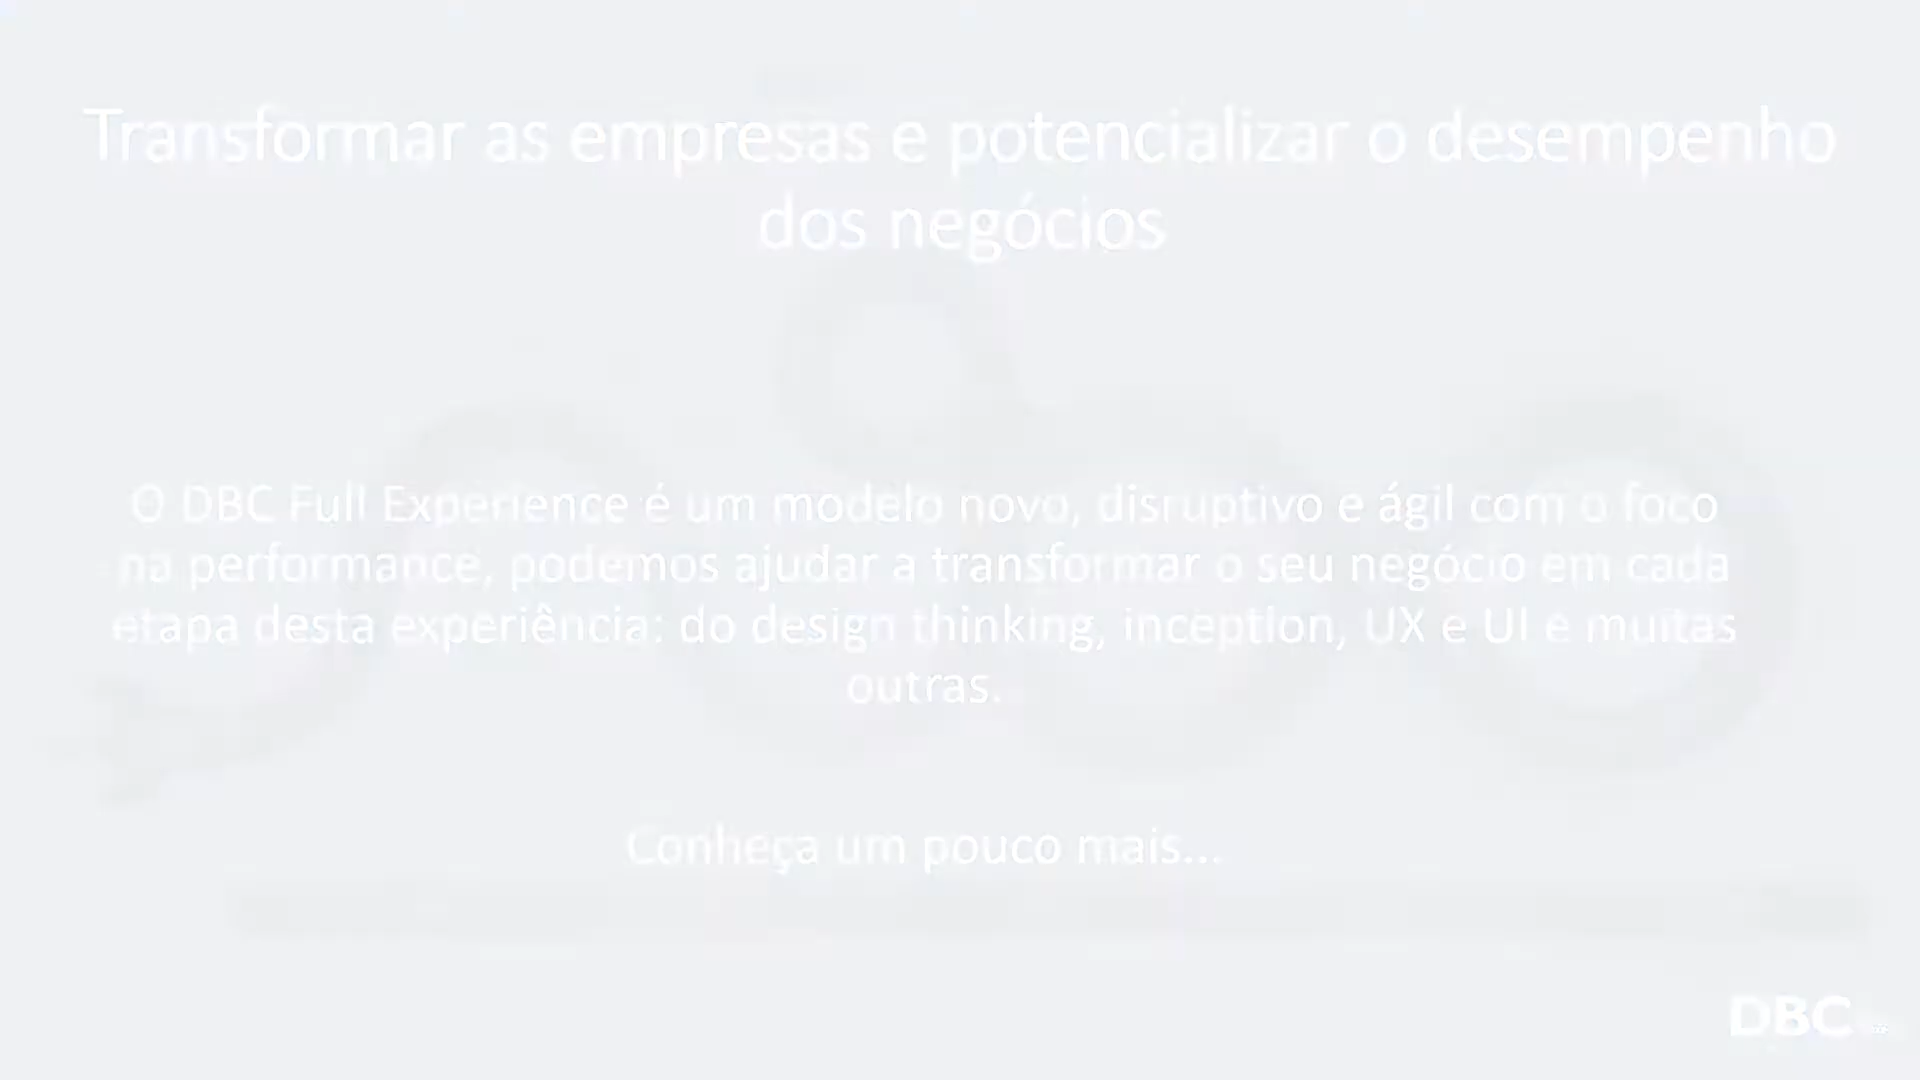 Transformar as empresas e potencializar o desempenho
dos negócios
O DBC Full Experience é um modelo novo, disruptivo e ágil com o foco
na performance, podemos ajudar a transformar o seu negócio em cada
etapa desta experiência: do design thinking, inception, UX e UI e muitas
outras.
Conheça um pouco mais...
DBC